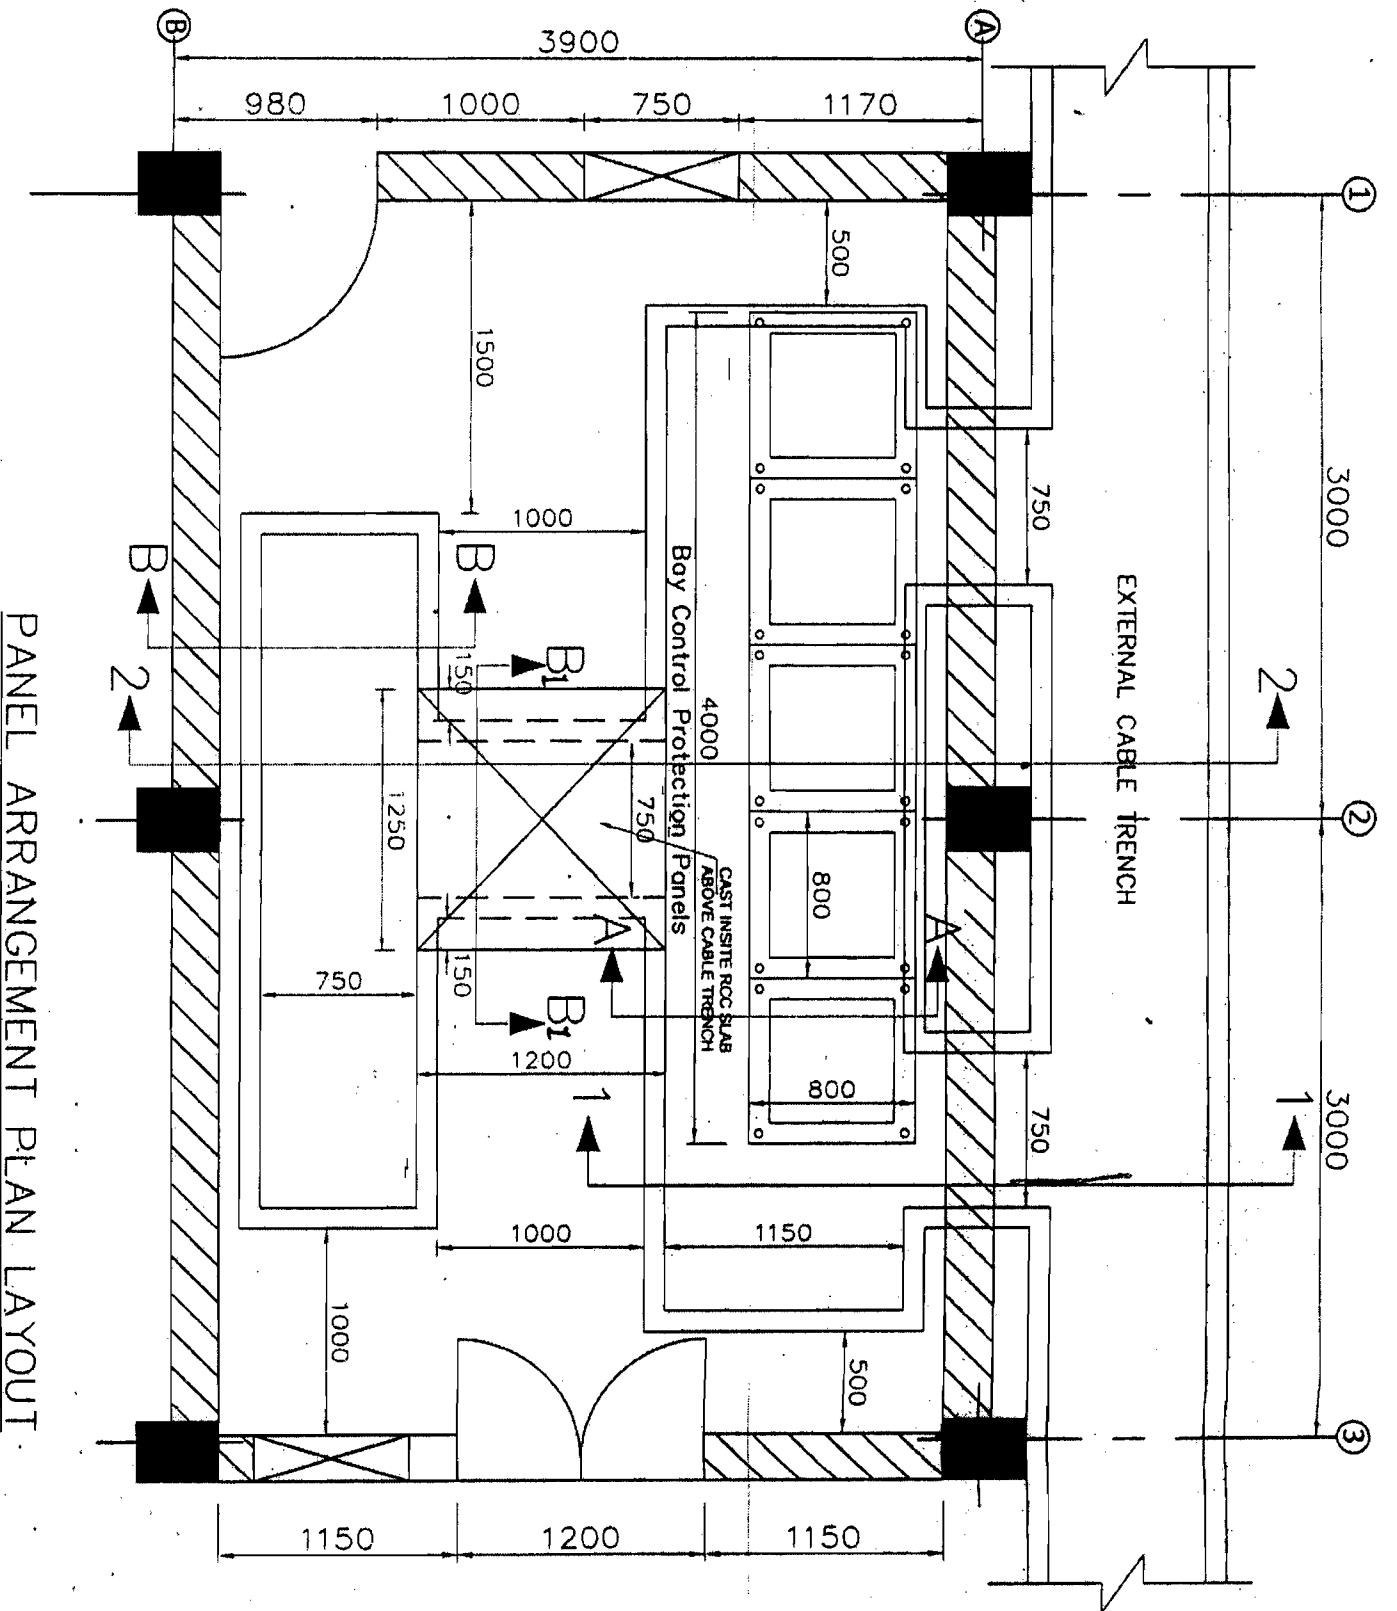 B
A
3900
980
1000
750
1170
1
500
1500
3000
750
1000
EXTERNAL CABLE TRENCH
B
B
B1
150
2
2
Bay Control Protection Panels
4000
1250
750
2
CAST INSITE RCC SLAB
ABOVE CABLE TRENCH
800
A
A
750
150
B1
1200
800
1
1
750
3000
1000
1150
1000
500
3
1150
1200
1150
PANEL ARRANGEMENT PLAN LAYOUT